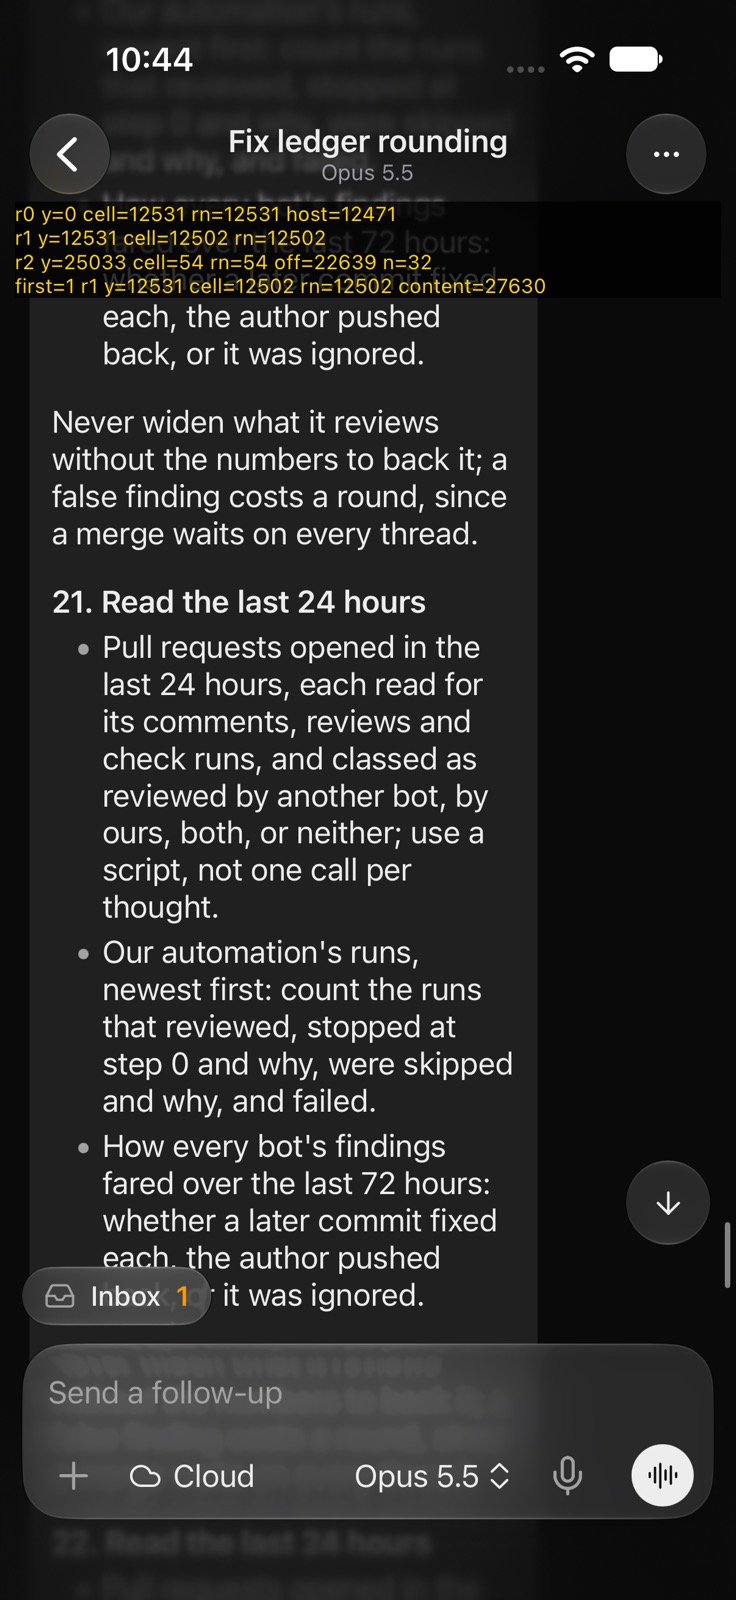 10:44
Fix ledger rounding
Opus 5.5
r0 y=0 cell=12531 rn=12531 host=12471
r1 y=12531 cell=12502 rn=12502
r2 y=25033 cell=54 rn=54 off=22639 n=32
first=1 r1 y=12531 cell=12502 rn=12502 content=27630
each, the author pushed
back, or it was ignored.
Never widen what it reviews
without the numbers to back it; a
false finding costs a round, since
a merge waits on every thread.
21. Read the last 24 hours
• Pull requests opened in the
last 24 hours, each read for
its comments, reviews and
check runs, and classed as
reviewed by another bot, by
ours, both, or neither; use a
script, not one call per
thought.
• Our automation's runs,
newest first: count the runs
that reviewed, stopped at
step 0 and why, were skipped
and why, and failed.
• How every bot's findings
fared over the last 72 hours:
whether a later commit fixed
each, the author pushed
it was ignored.
Inbox 1
Send a follow-up
Cloud
Opus 5.5
22. Read the last 24 hours